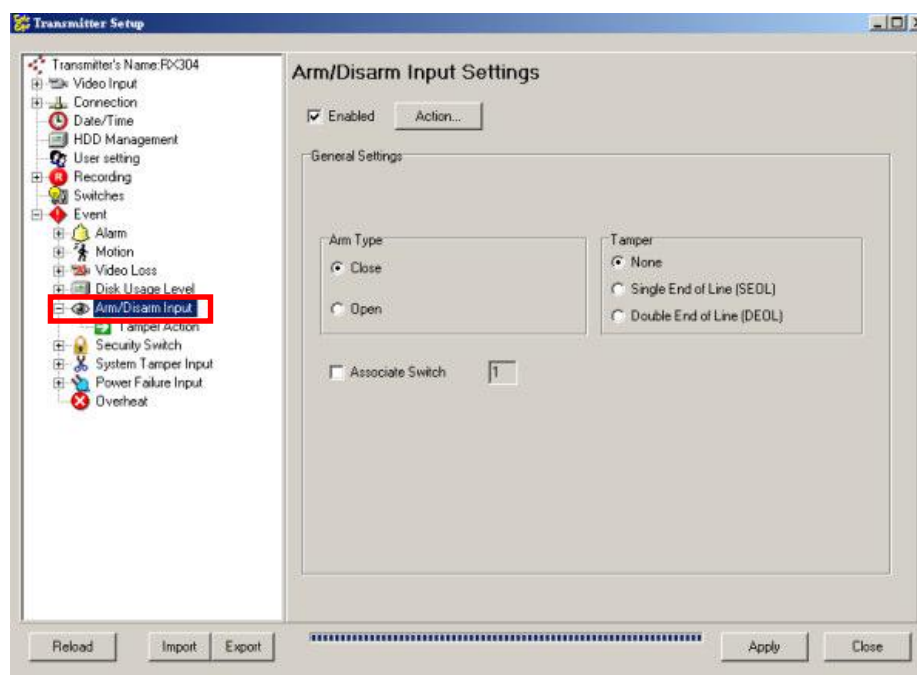 Transmitter Setup
Transmitter's Name:RX304
Video Input
Connection
Date/Time
HDD Management
User setting
Recording
Switches
Event
Alarm
Motion
Video Loss
Disk Usage Level
Arm/Disarm Input
Tamper Action
Security Switch
System Tamper Input
Power Failure Input
Overheat
Arm/Disarm Input Settings
Enabled
Action...
General Settings
Arm Type
Close
Open
Tamper
None
Single End of Line (SEOL)
Double End of Line (DEOL)
Associate Switch
1
Reload
Import
Export
Apply
Close